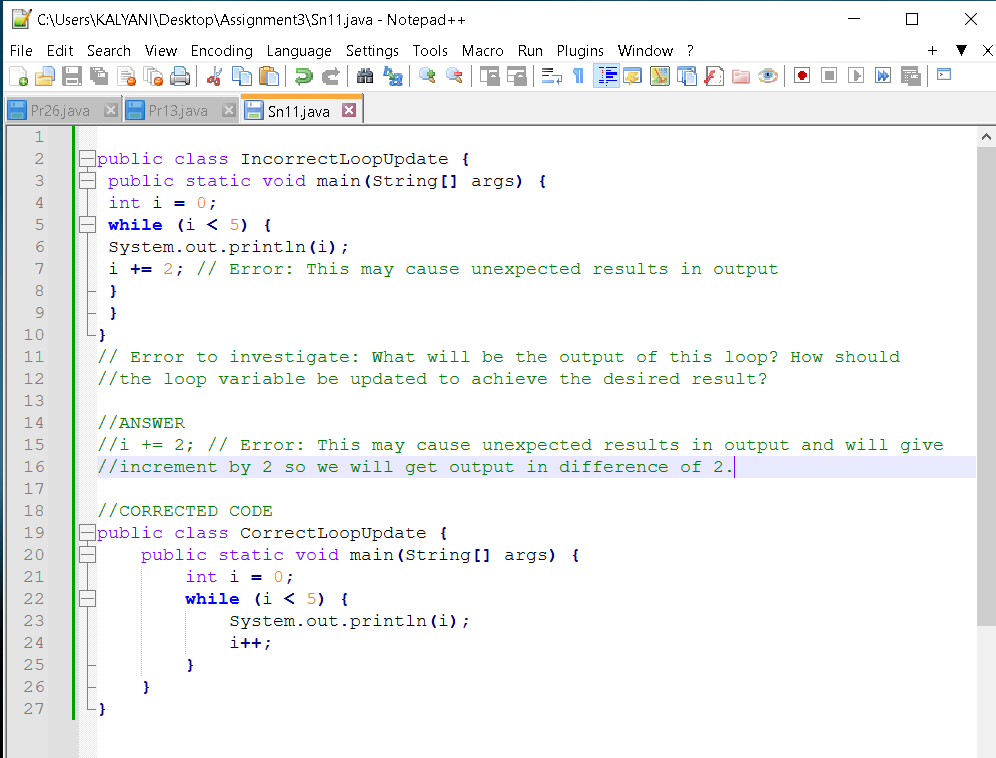 C:\Users\KALYANI\Desktop\Assignment3\Sn11.java - Notepad++
File Edit Search View Encoding Language Settings Tools Macro Run Plugins Window ? + ▼ X
Pr26.java Pr13.java Sn11.java
1
2 public class IncorrectLoopUpdate {
3 public static void main(String[] args) {
4 int i = 0;
5 while (i < 5) {
6 System.out.println(i);
7 i += 2; // Error: This may cause unexpected results in output
8 }
9 }
10 }
11 // Error to investigate: What will be the output of this loop? How should
12 //the loop variable be updated to achieve the desired result?
13
14 //ANSWER
15 //i += 2; // Error: This may cause unexpected results in output and will give
16 //increment by 2 so we will get output in difference of 2.
17
18 //CORRECTED CODE
19 public class CorrectLoopUpdate {
20 public static void main(String[] args) {
21 int i = 0;
22 while (i < 5) {
23 System.out.println(i);
24 i++;
25 }
26 }
27 }